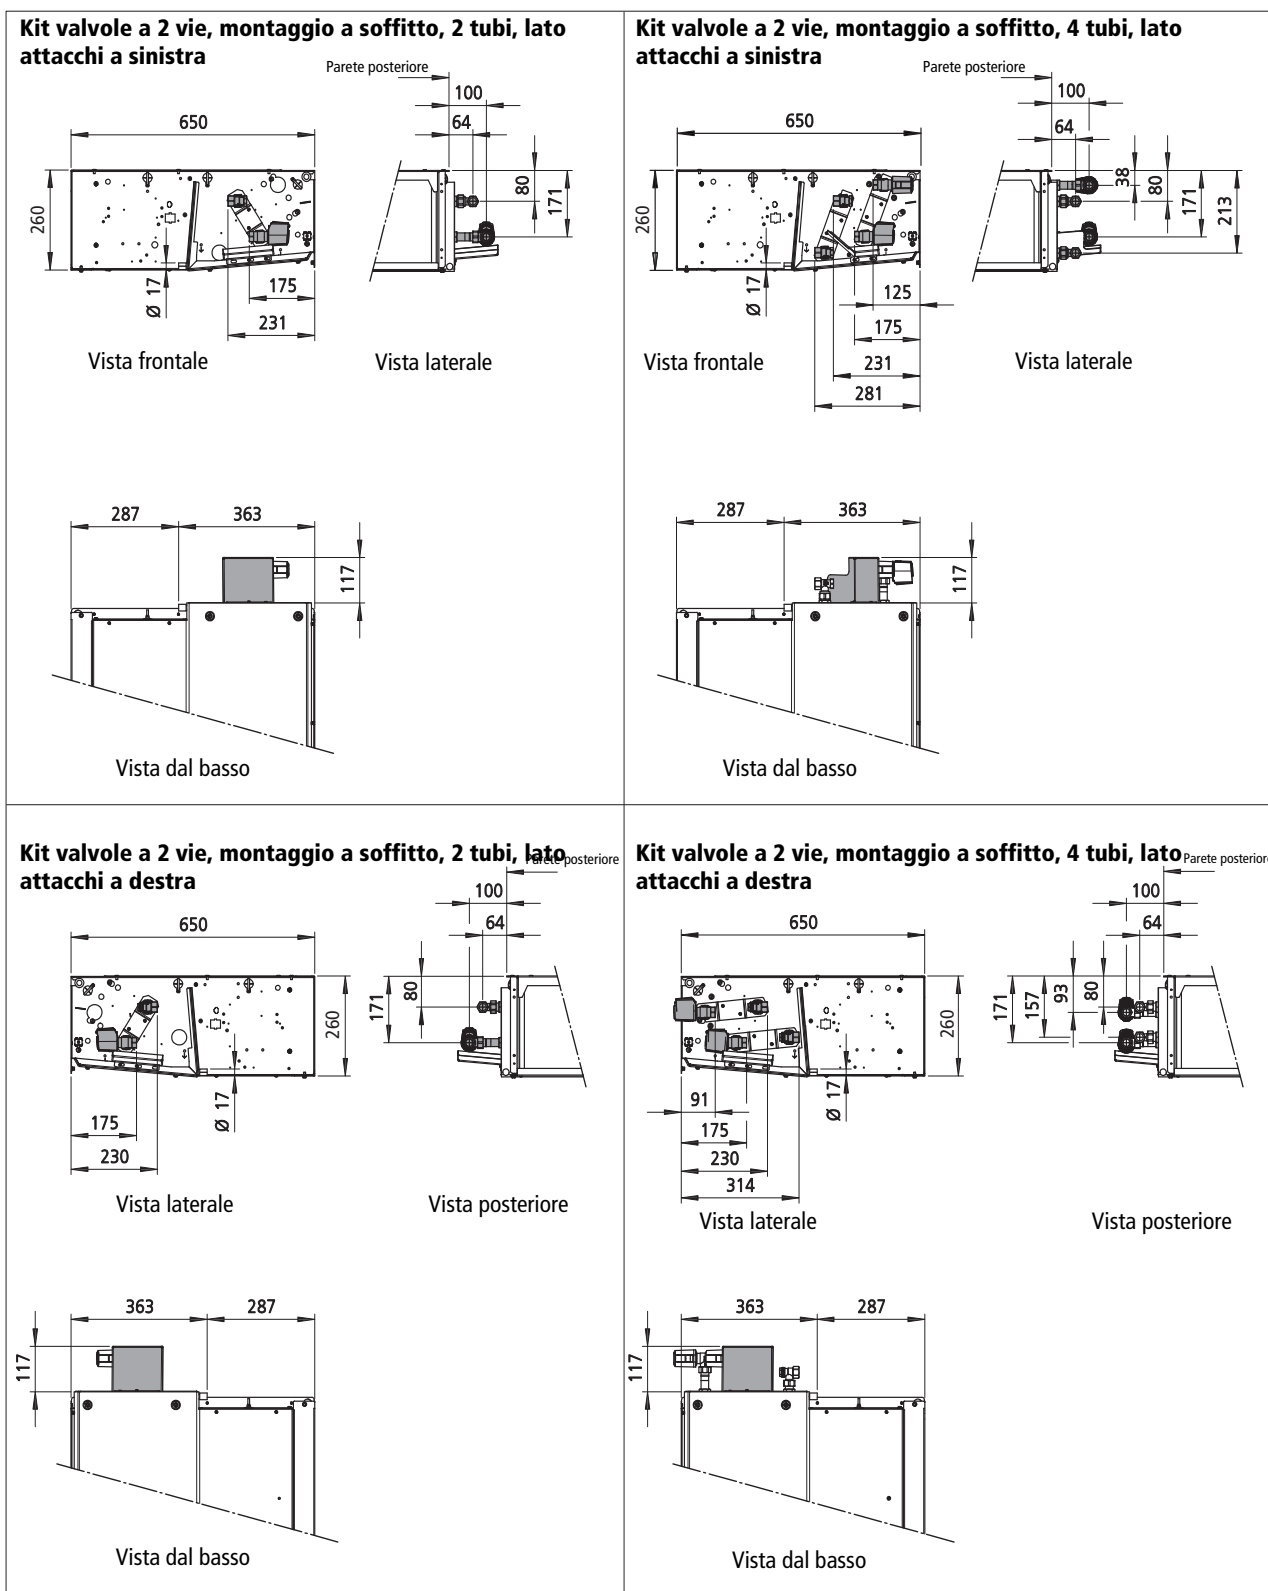 Kit valvole a 2 vie, montaggio a soffitto, 2 tubi, lato
attacchi a sinistra
Parete posteriore
100
64
650
260
80
171
Ø 17
175
231
Vista frontale
Vista laterale
287
363
117
Vista dal basso
Kit valvole a 2 vie, montaggio a soffitto, 4 tubi, lato
attacchi a sinistra
Parete posteriore
100
64
650
260
38
80
171
213
Ø 17
125
175
231
281
Vista frontale
Vista laterale
287
363
117
Vista dal basso
Kit valvole a 2 vie, montaggio a soffitto, 2 tubi, lato
attacchi a destra
Parete posteriore
100
64
650
260
171
80
Ø 17
175
230
Vista laterale
Vista posteriore
363
287
117
Vista dal basso
Kit valvole a 2 vie, montaggio a soffitto, 4 tubi, lato
attacchi a destra
Parete posteriore
100
64
650
260
171
157
93
80
Ø 17
91
175
230
314
Vista laterale
Vista posteriore
363
287
117
Vista dal basso